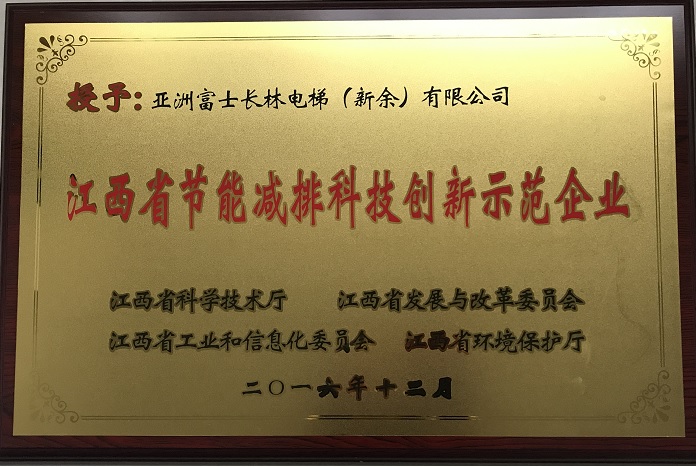 授予：亚洲富士长林电梯（新余）有限公司
江西省节能减排科技创新示范企业
江西省科学技术厅 江西省发展与改革委员会
江西省工业和信息化委员会 江西省环境保护厅
二〇一六年十二月